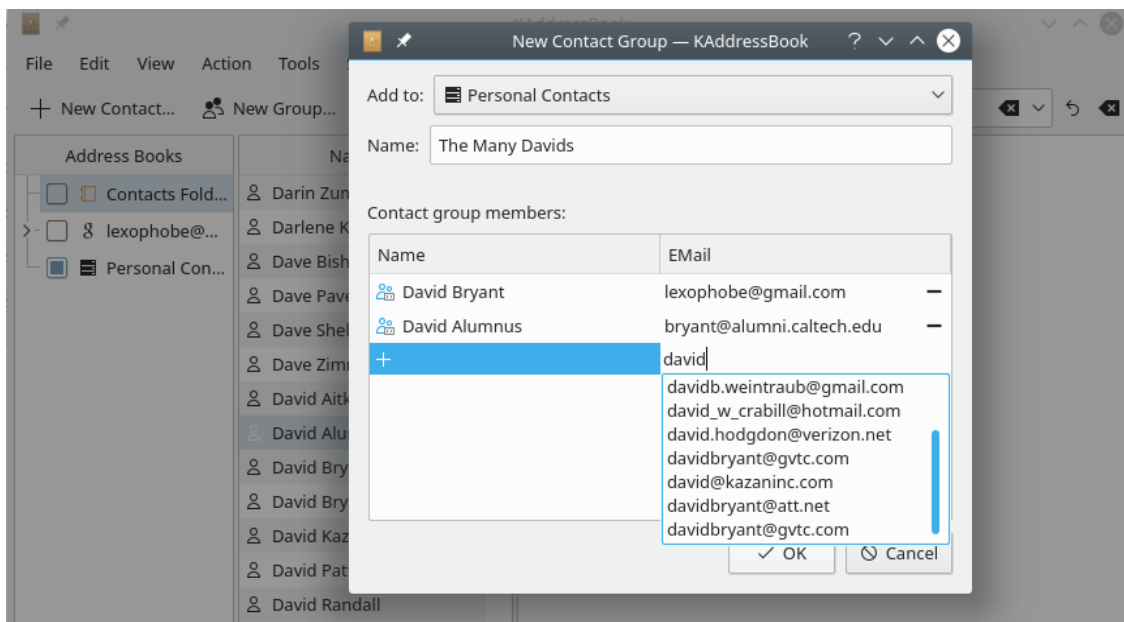 KAddressBook
New Contact Group — KAddressBook
File Edit View Action Tools
Add to: Personal Contacts
New Contact... New Group...
Name: The Many Davids
Address Books
Contacts Fold...
lexophobe@...
Personal Con...
Darin Zum
Darlene K
Dave Bish
Dave Pave
Dave Shel
Dave Zimm
David Aitk
David Alu
David Bry
David Bry
David Kaz
David Pat
David Randall
Contact group members:
Name EMail
David Bryant lexophobe@gmail.com
David Alumnus bryant@alumni.caltech.edu
david
davidb.weintraub@gmail.com
david_w_crabill@hotmail.com
david.hodgdon@verizon.net
davidbryant@gvtc.com
david@kazaninc.com
davidbryant@att.net
davidbryant@gvtc.com
OK Cancel